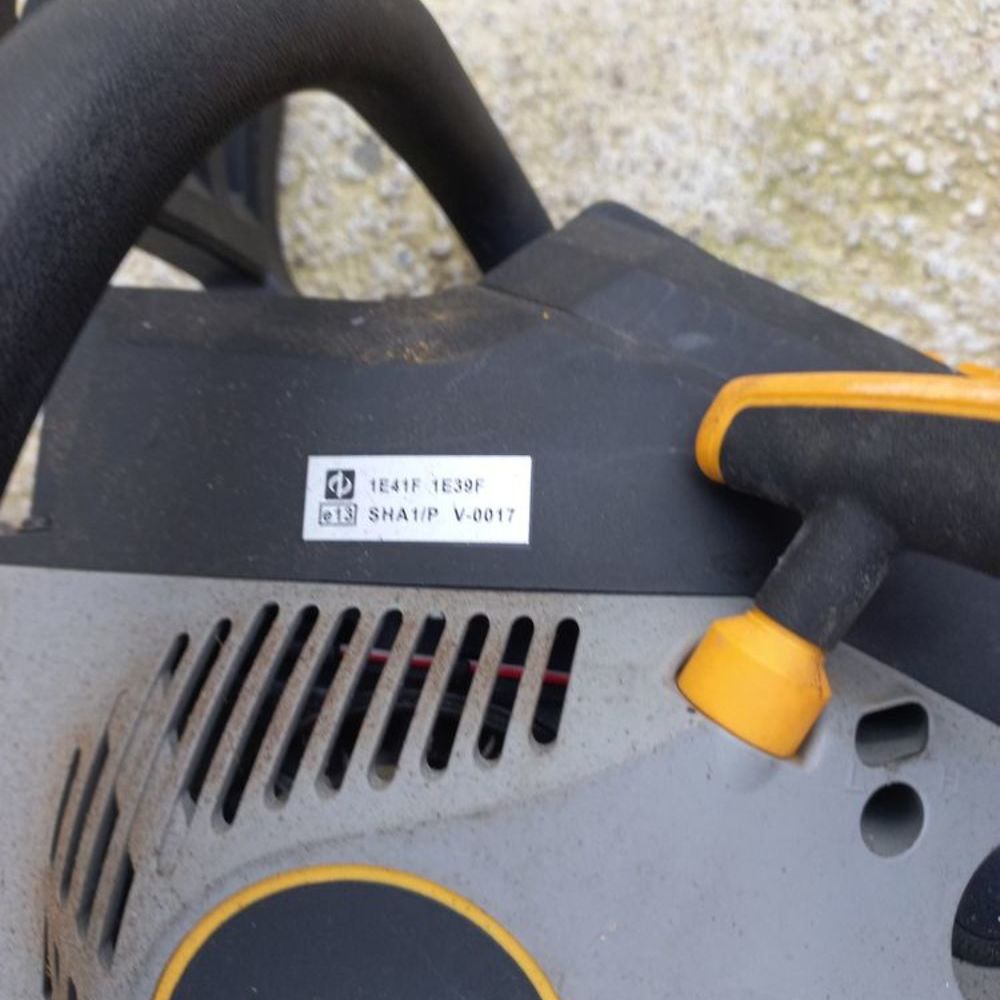 1E41F 1E39F
e13 SHA1/P V-0017
L H